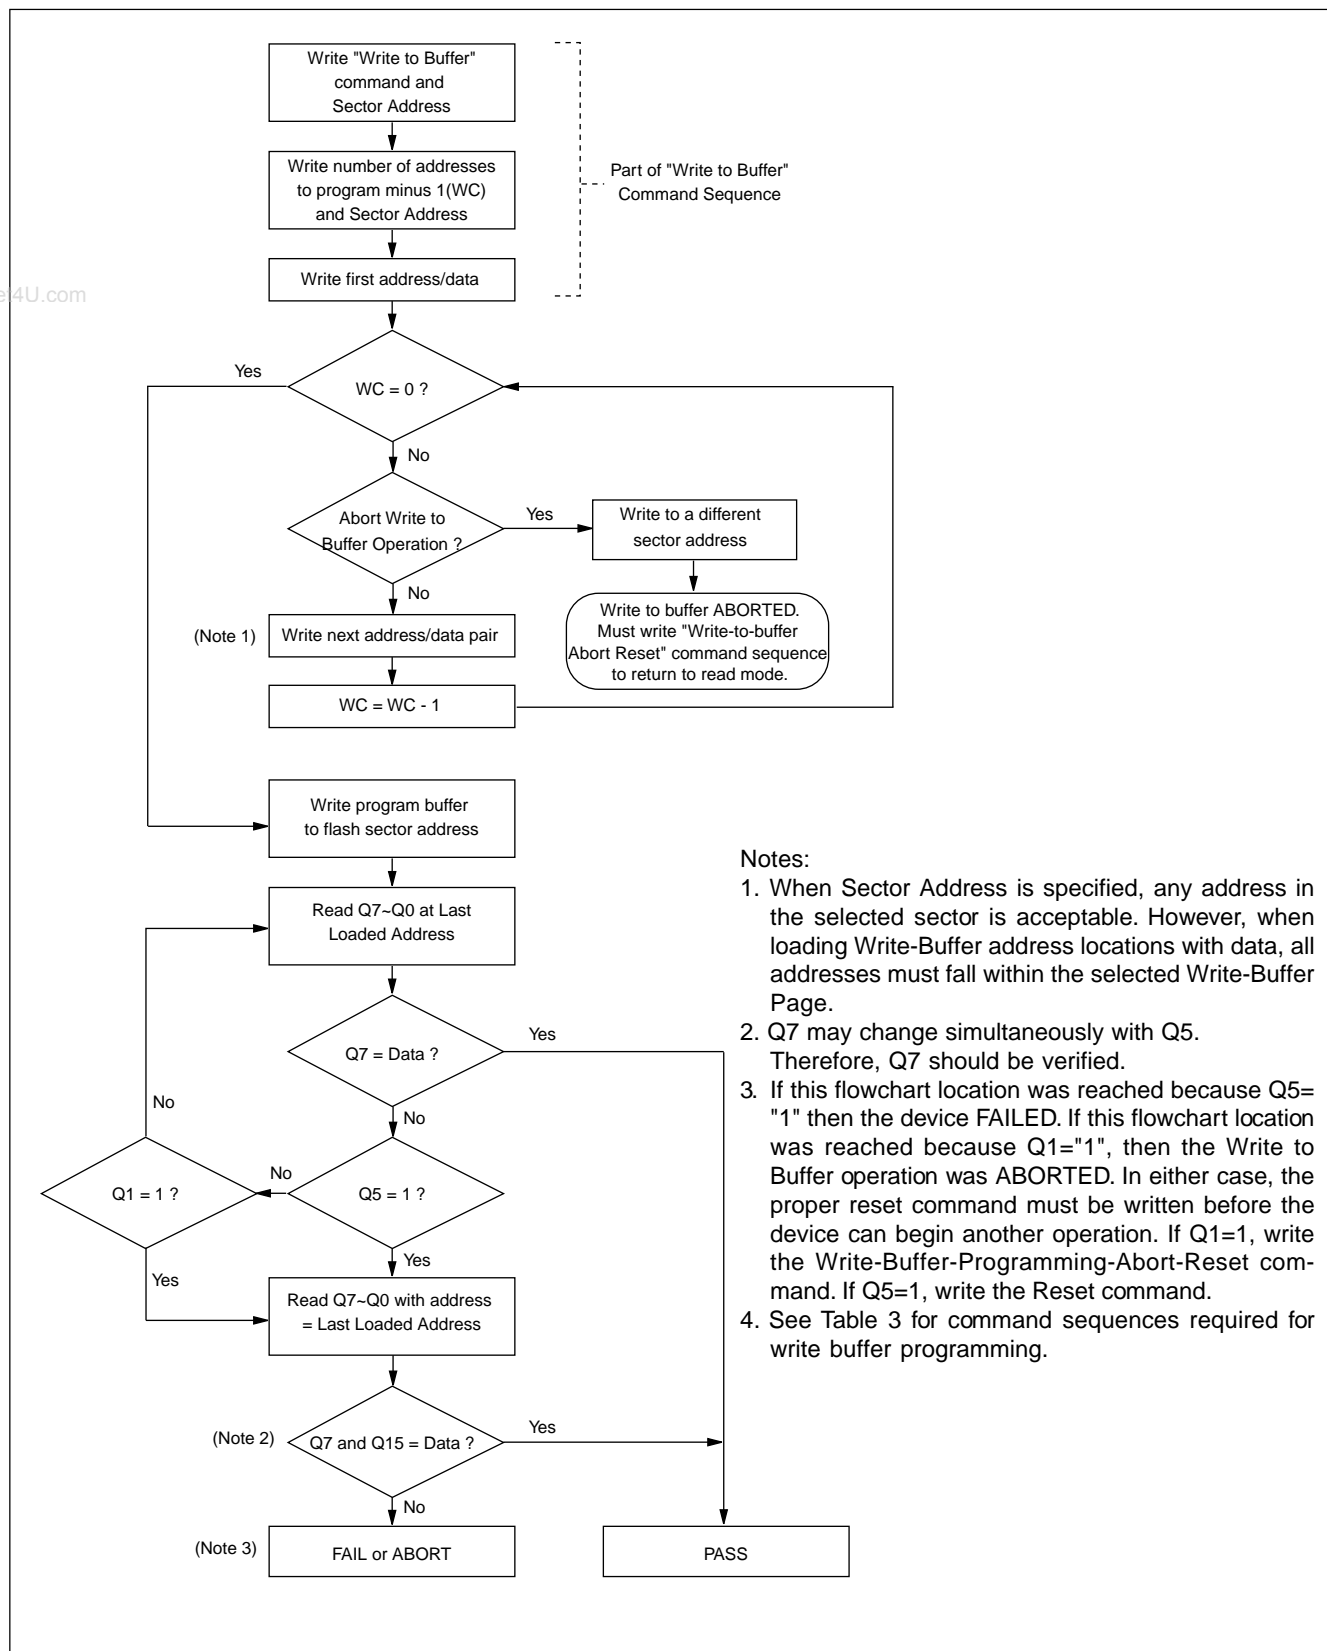 Write "Write to Buffer"
command and
Sector Address
Write number of addresses
to program minus 1(WC)
and Sector Address
Part of "Write to Buffer"
Command Sequence
Write first address/data
et4U.com
WC = 0 ?
Yes
No
Abort Write to
Buffer Operation ?
Yes
Write to a different
sector address
No
Write to buffer ABORTED.
Must write "Write-to-buffer
Abort Reset" command sequence
to return to read mode.
(Note 1)
Write next address/data pair
WC = WC - 1
Write program buffer
to flash sector address
Read Q7~Q0 at Last
Loaded Address
Q7 = Data ?
Yes
No
No
Q1 = 1 ?
No
Q5 = 1 ?
Yes
Yes
Read Q7~Q0 with address
= Last Loaded Address
(Note 2)
Q7 and Q15 = Data ?
Yes
No
(Note 3)
FAIL or ABORT
PASS
Notes:
1. When Sector Address is specified, any address in
the selected sector is acceptable. However, when
loading Write-Buffer address locations with data, all
addresses must fall within the selected Write-Buffer
Page.
2. Q7 may change simultaneously with Q5.
Therefore, Q7 should be verified.
3. If this flowchart location was reached because Q5=
"1" then the device FAILED. If this flowchart location
was reached because Q1="1", then the Write to
Buffer operation was ABORTED. In either case, the
proper reset command must be written before the
device can begin another operation. If Q1=1, write
the Write-Buffer-Programming-Abort-Reset com-
mand. If Q5=1, write the Reset command.
4. See Table 3 for command sequences required for
write buffer programming.